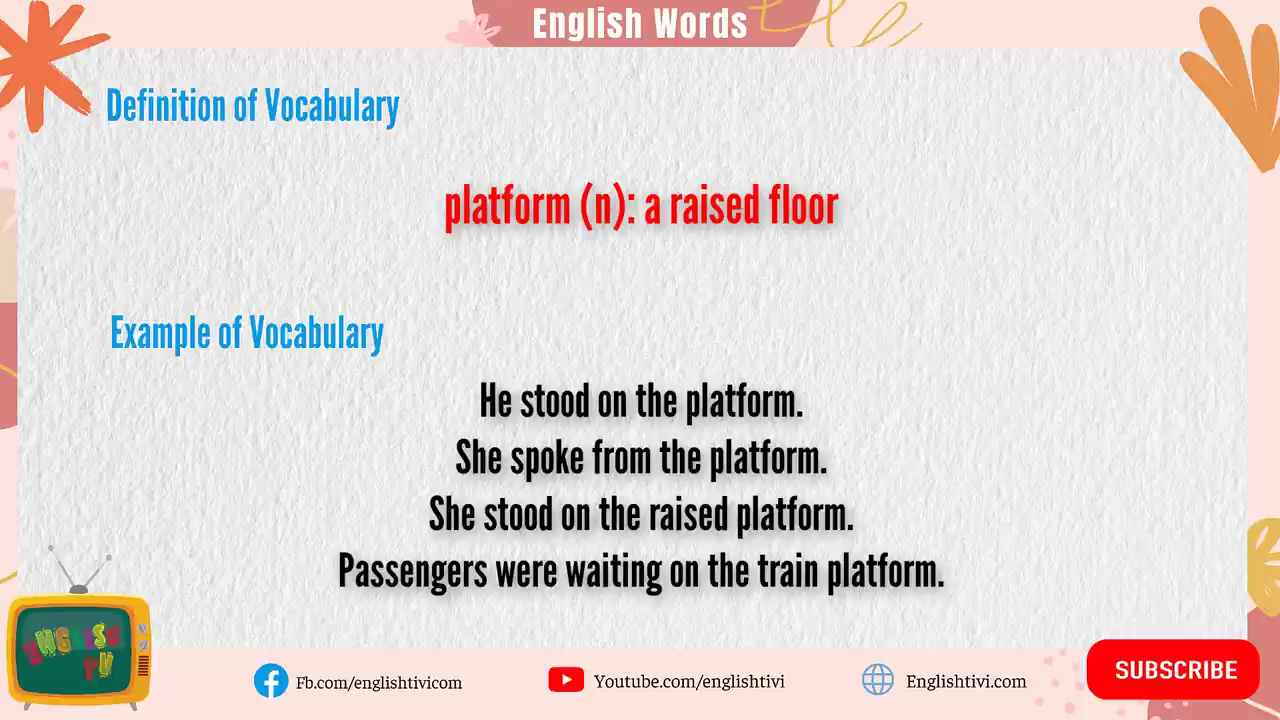 English Words
Definition of Vocabulary
platform (n): a raised floor
Example of Vocabulary
He stood on the platform.
She spoke from the platform.
She stood on the raised platform.
Passengers were waiting on the train platform.
ENGLISH
TV
Fb.com/englishtivicom
Youtube.com/englishtivi
Englishtivi.com
SUBSCRIBE